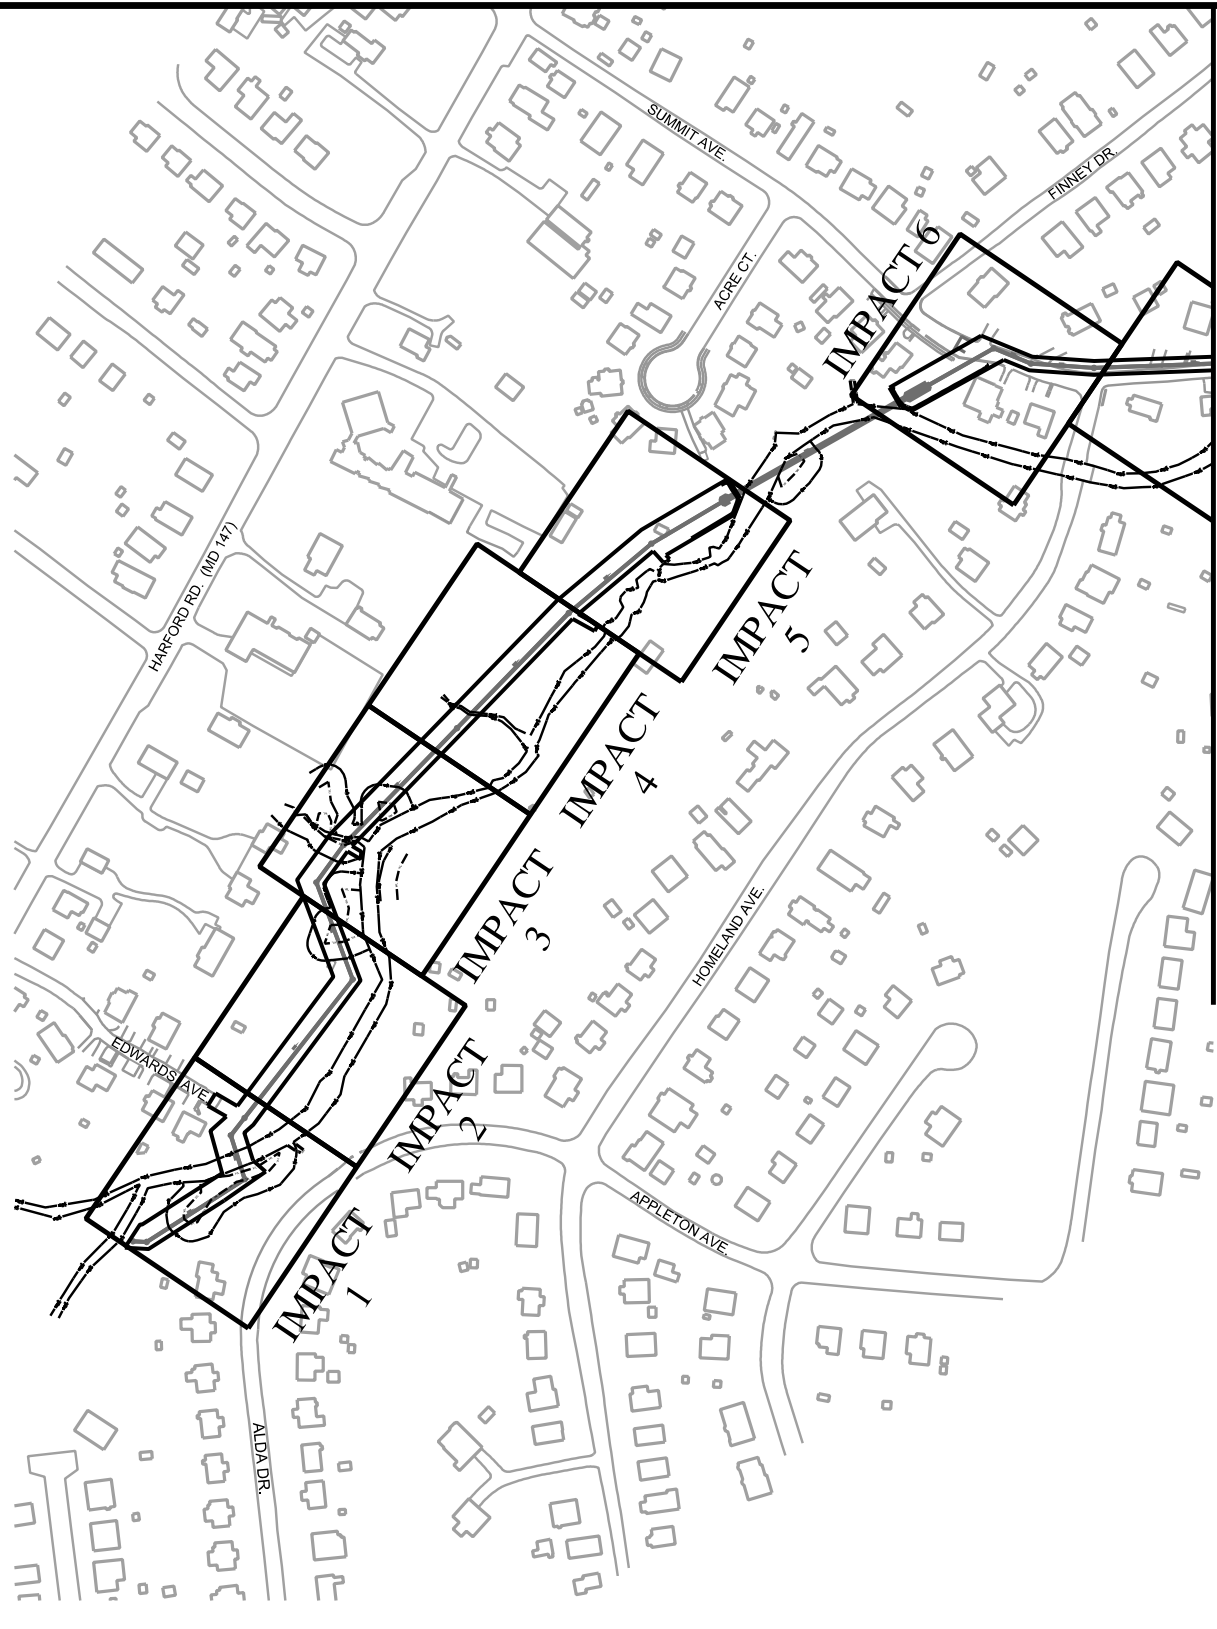 SUMMIT AVE.
FINNEY DR.
ACRE CT.
IMPACT 6
HARFORD RD. (MD 147)
IMPACT
5
IMPACT
4
IMPACT
3
HOMELAND AVE.
EDWARDS AVE.
IMPACT
2
APPLETON AVE.
IMPACT
1
ALDA DR.